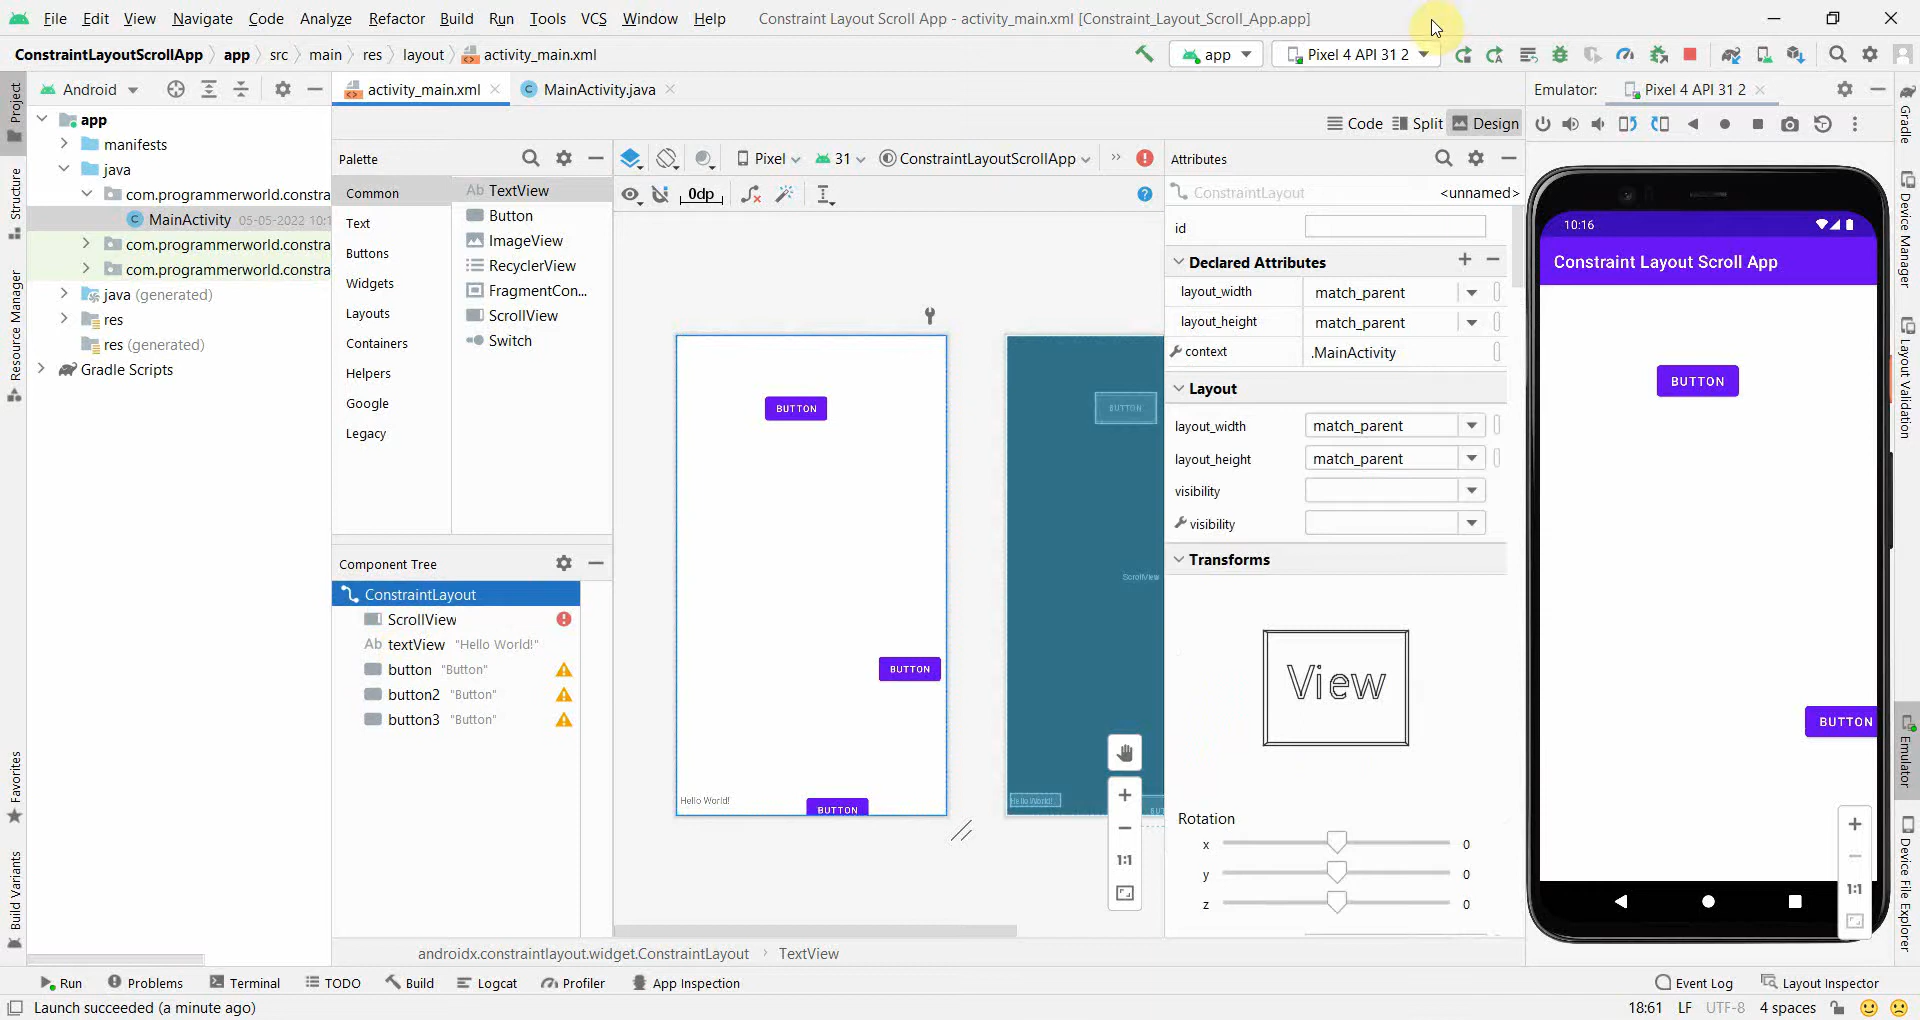 File Edit View Navigate Code Analyze Refactor Build Run Tools VCS Window Help Constraint Layout Scroll App - activity_main.xml [Constraint_Layout_Scroll_App.app]
ConstraintLayoutScrollApp app src main res layout activity_main.xml app Pixel 4 API 31 2
Android activity_main.xml MainActivity.java Emulator: Pixel 4 API 31 2
Code Split Design
Project
Structure
Resource Manager
Favorites
Build Variants
app
manifests
java
com.programmerworld.constra
MainActivity 05-05-2022 10:1
com.programmerworld.constra
com.programmerworld.constra
java (generated)
res
res (generated)
Gradle Scripts
Palette
Common
Text
Buttons
Widgets
Layouts
Containers
Helpers
Google
Legacy
Ab TextView
Button
ImageView
RecyclerView
FragmentCon...
ScrollView
Switch
Component Tree
ConstraintLayout
ScrollView
Ab textView "Hello World!"
button "Button"
button2 "Button"
button3 "Button"
Pixel 31 ConstraintLayoutScrollApp
0dp
BUTTON
BUTTON
Hello World!
BUTTON
BUTTON
ScrollView
Hello World!
BUT
1:1
Attributes
ConstraintLayout <unnamed>
id
Declared Attributes
layout_width match_parent
layout_height match_parent
context .MainActivity
Layout
layout_width match_parent
layout_height match_parent
visibility
visibility
Transforms
View
Rotation
x 0
y 0
z 0
10:16
Constraint Layout Scroll App
BUTTON
BUTTON
1:1
Gradle
Device Manager
Layout Validation
Emulator
Device File Explorer
androidx.constraintlayout.widget.ConstraintLayout TextView
Run Problems Terminal TODO Build Logcat Profiler App Inspection Event Log Layout Inspector
Launch succeeded (a minute ago) 18:61 LF UTF-8 4 spaces